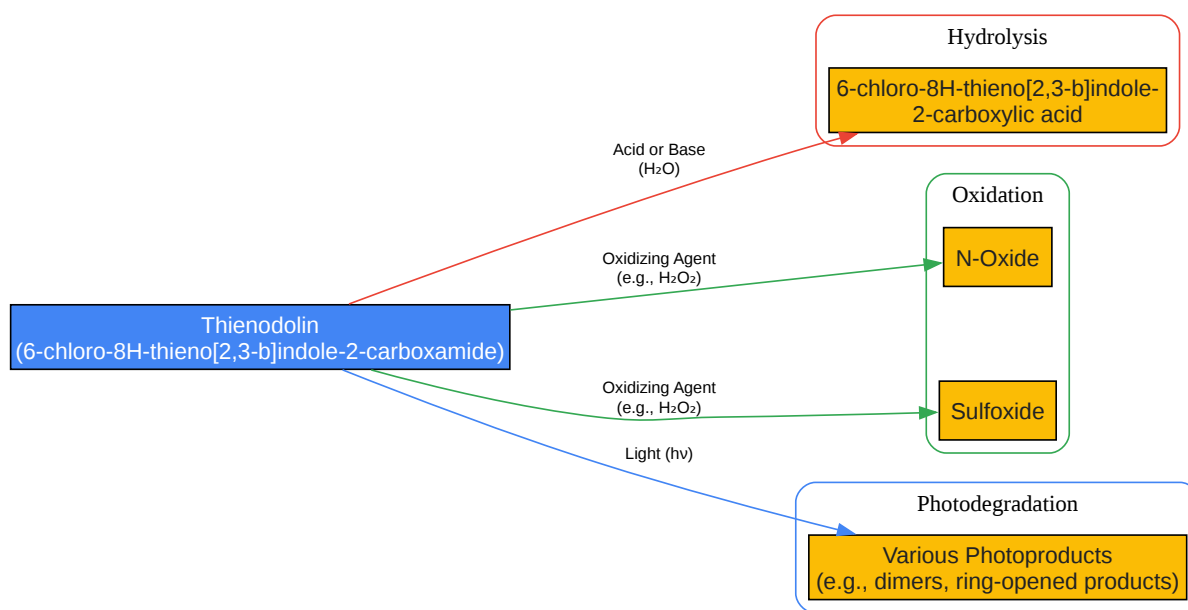 Hydrolysis
6-chloro-8H-thieno[2,3-b]indole-
2-carboxylic acid
Acid or Base
(H₂O)
Oxidation
N-Oxide
Oxidizing Agent
(e.g., H₂O₂)
Thienodolin
(6-chloro-8H-thieno[2,3-b]indole-2-carboxamide)
Oxidizing Agent
(e.g., H₂O₂)
Sulfoxide
Light (hν)
Photodegradation
Various Photoproducts
(e.g., dimers, ring-opened products)